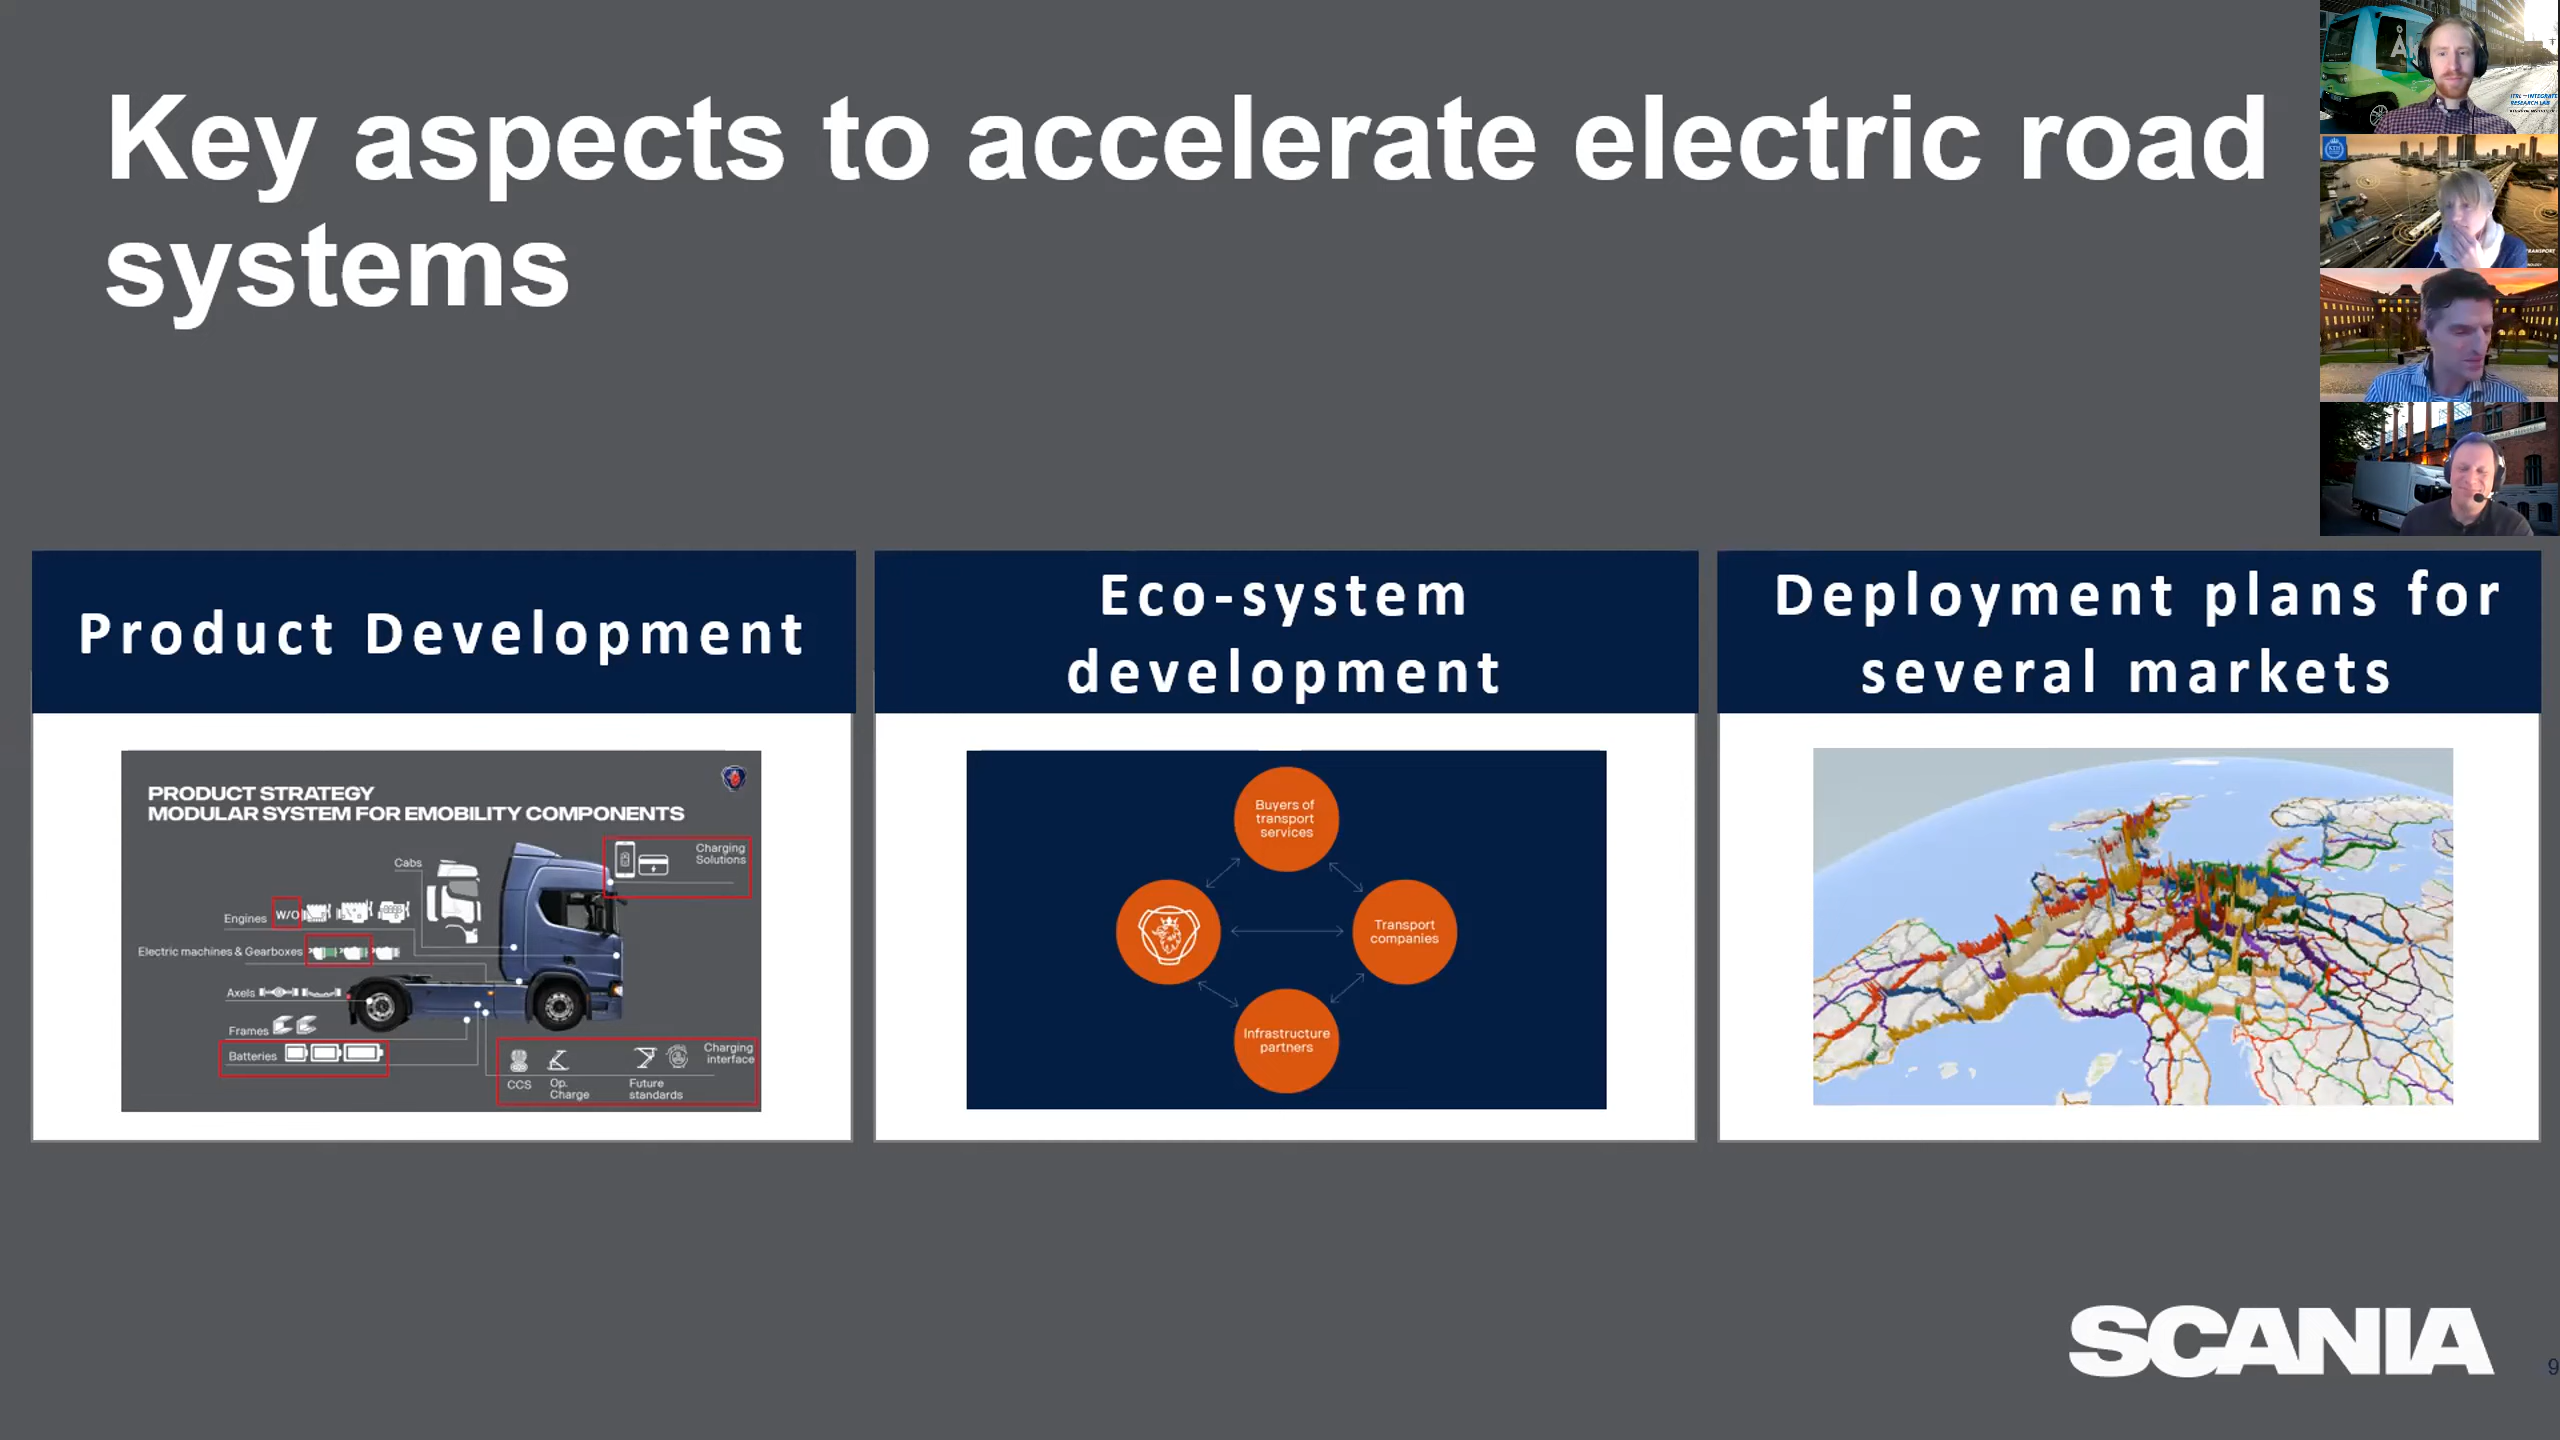 Key aspects to accelerate electric road
systems
Product Development
Eco-system
development
Deployment plans for
several markets
PRODUCT STRATEGY
MODULAR SYSTEM FOR EMOBILITY COMPONENTS
Cabs
Charging
Solutions
Engines W/O
Electric machines & Gearboxes
Axels
Frames
Batteries
Charging
interface
CCS
Op.
Charge
Future
standards
Buyers of
transport
services
Transport
companies
Infrastructure
partners
SCANIA
9